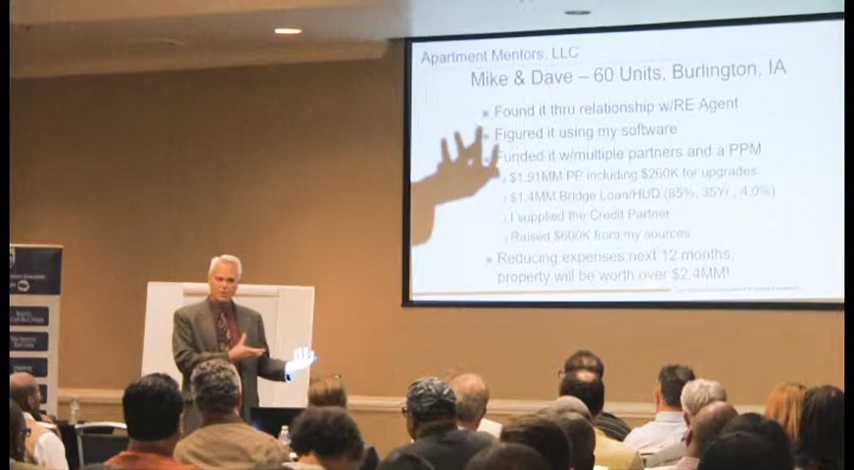 Apartment Mentors, LLC
Mike & Dave – 60 Units, Burlington, IA
Found it thru relationship w/RE Agent
Figured it using my software
Funded it w/multiple partners and a PPM
$1.91MM PP including $260K for upgrades
$1.4MM Bridge Loan/HUD (85%, 35Yr., 4.0%)
I supplied the Credit Partner
Raised $600K from my sources
Reducing expenses next 12 months,
property will be worth over $2.4MM!